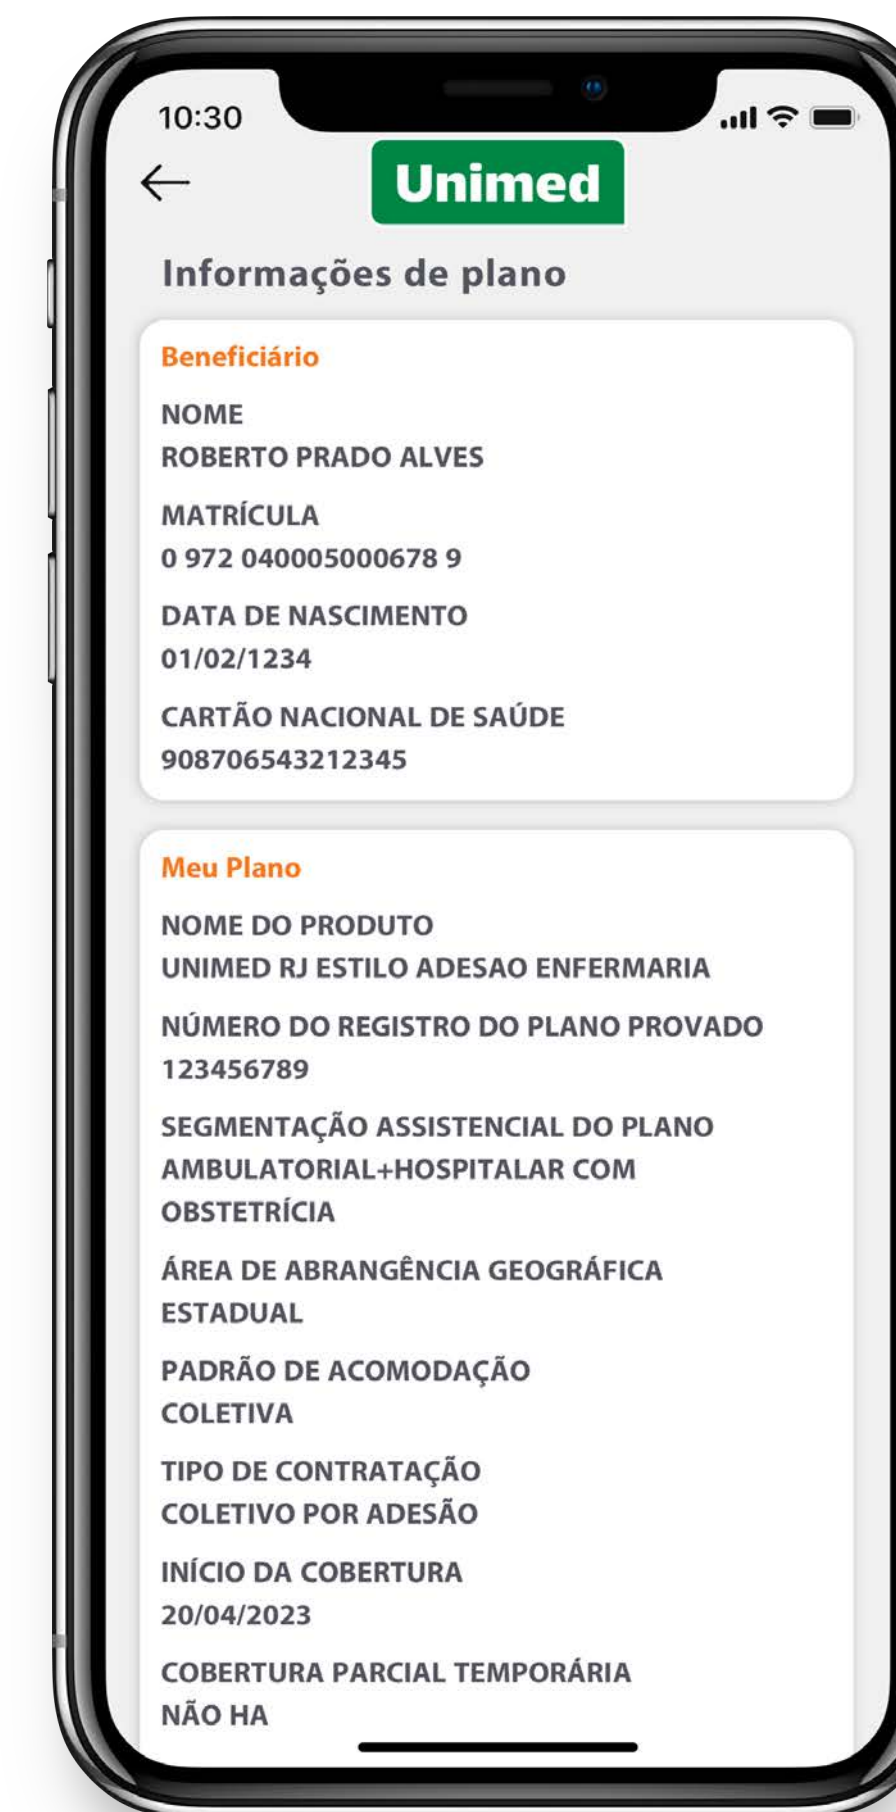 10:30
Unimed
Informações de plano
Beneficiário
NOME
ROBERTO PRADO ALVES
MATRÍCULA
0 972 040005000678 9
DATA DE NASCIMENTO
01/02/1234
CARTÃO NACIONAL DE SAÚDE
908706543212345
Meu Plano
NOME DO PRODUTO
UNIMED RJ ESTILO ADESAO ENFERMARIA
NÚMERO DO REGISTRO DO PLANO PROVADO
123456789
SEGMENTAÇÃO ASSISTENCIAL DO PLANO
AMBULATORIAL+HOSPITALAR COM
OBSTETRÍCIA
ÁREA DE ABRANGÊNCIA GEOGRÁFICA
ESTADUAL
PADRÃO DE ACOMODAÇÃO
COLETIVA
TIPO DE CONTRATAÇÃO
COLETIVO POR ADESÃO
INÍCIO DA COBERTURA
20/04/2023
COBERTURA PARCIAL TEMPORÁRIA
NÃO HA